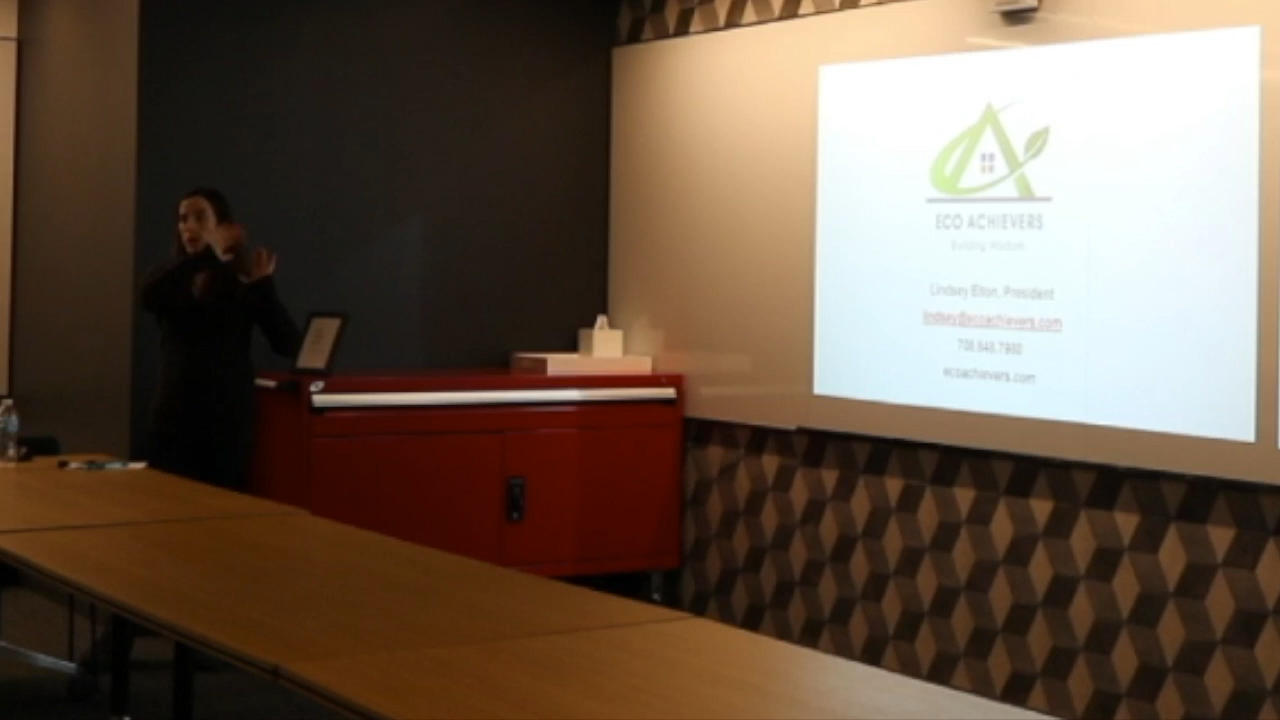 ECO ACHIEVERS
Building Wisdom
Lindsey Elton, President
lindsey@ecoachievers.com
ecoachievers.com